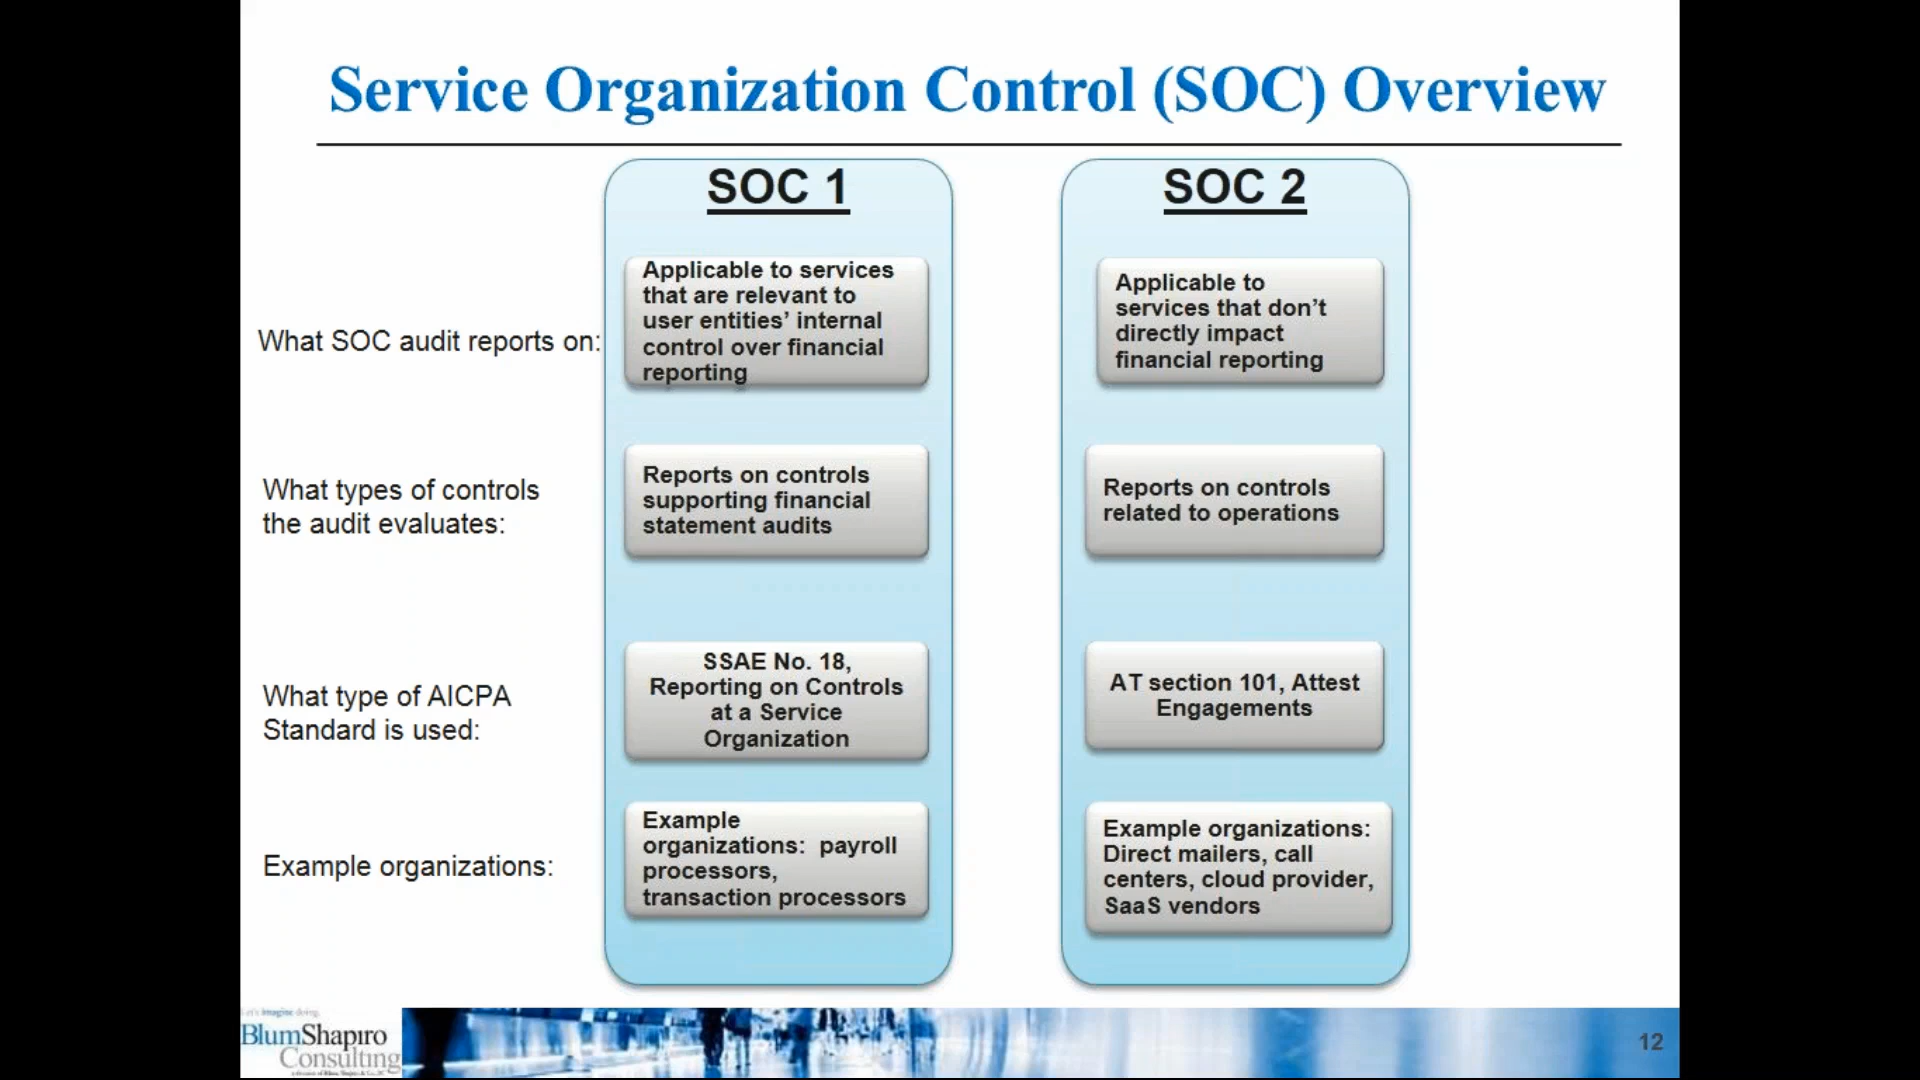 Service Organization Control (SOC) Overview
SOC 1
SOC 2
What SOC audit reports on:
Applicable to services
that are relevant to
user entities’ internal
control over financial
reporting
Applicable to
services that don’t
directly impact
financial reporting
What types of controls
the audit evaluates:
Reports on controls
supporting financial
statement audits
Reports on controls
related to operations
What type of AICPA
Standard is used:
SSAE No. 18,
Reporting on Controls
at a Service
Organization
AT section 101, Attest
Engagements
Example organizations:
Example
organizations:  payroll
processors,
transaction processors
Example organizations:
Direct mailers, call
centers, cloud provider,
SaaS vendors
Let's imagine doing.
BlumShapiro
Consulting
12